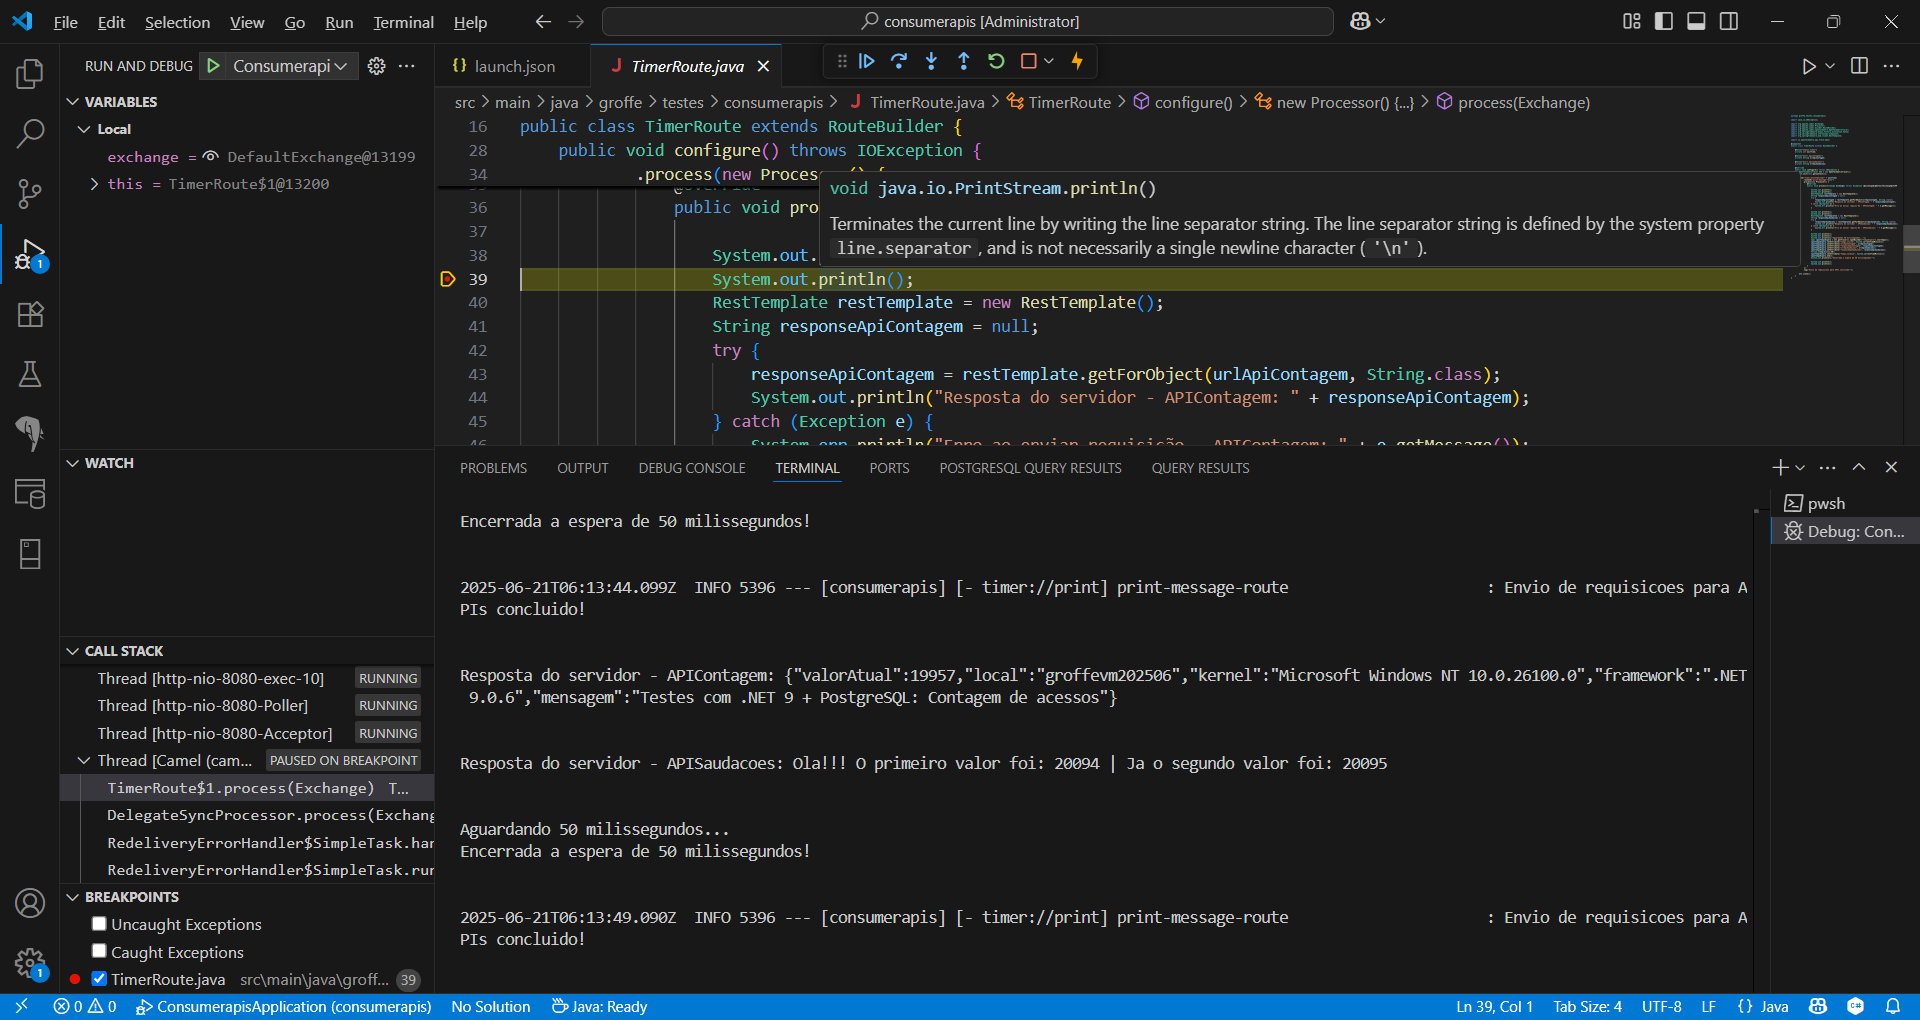 File Edit Selection View Go Run Terminal Help
consumerapis [Administrator]
RUN AND DEBUG
Consumerapi
launch.json
TimerRoute.java
src > main > java > groffe > testes > consumerapis > TimerRoute.java > TimerRoute > configure() > new Processor() {...} > process(Exchange)
VARIABLES
Local
exchange = DefaultExchange@13199
this = TimerRoute$1@13200
16 public class TimerRoute extends RouteBuilder {
28 public void configure() throws IOException {
34 .process(new Process
36 public void pro
37
38 System.out.
39 System.out.println();
40 RestTemplate restTemplate = new RestTemplate();
41 String responseApiContagem = null;
42 try {
43 responseApiContagem = restTemplate.getForObject(urlApiContagem, String.class);
44 System.out.println("Resposta do servidor - APIContagem: " + responseApiContagem);
45 } catch (Exception e) {
46 System.err.println("Erro ao enviar requisição - APIContagem: " + e.getMessage());
void java.io.PrintStream.println()
Terminates the current line by writing the line separator string. The line separator string is defined by the system property
line.separator, and is not necessarily a single newline character ( '\n' ).
WATCH
CALL STACK
Thread [http-nio-8080-exec-10] RUNNING
Thread [http-nio-8080-Poller] RUNNING
Thread [http-nio-8080-Acceptor] RUNNING
Thread [Camel (cam... PAUSED ON BREAKPOINT
TimerRoute$1.process(Exchange) T...
DelegateSyncProcessor.process(Exchang
RedeliveryErrorHandler$SimpleTask.har
RedeliveryErrorHandler$SimpleTask.rur
BREAKPOINTS
Uncaught Exceptions
Caught Exceptions
TimerRoute.java src\main\java\groff... 39
PROBLEMS OUTPUT DEBUG CONSOLE TERMINAL PORTS POSTGRESQL QUERY RESULTS QUERY RESULTS
pwsh
Debug: Con...
Encerrada a espera de 50 milissegundos!
2025-06-21T06:13:44.099Z INFO 5396 --- [consumerapis] [- timer://print] print-message-route : Envio de requisicoes para A
PIs concluido!
Resposta do servidor - APIContagem: {"valorAtual":19957,"local":"groffevm202506","kernel":"Microsoft Windows NT 10.0.26100.0","framework":".NET
9.0.6","mensagem":"Testes com .NET 9 + PostgreSQL: Contagem de acessos"}
Resposta do servidor - APISaudacoes: Ola!!! O primeiro valor foi: 20094 | Ja o segundo valor foi: 20095
Aguardando 50 milissegundos...
Encerrada a espera de 50 milissegundos!
2025-06-21T06:13:49.090Z INFO 5396 --- [consumerapis] [- timer://print] print-message-route : Envio de requisicoes para A
PIs concluido!
1
1
0 0 ConsumerapisApplication (consumerapis) No Solution Java: Ready
Ln 39, Col 1 Tab Size: 4 UTF-8 LF {} Java